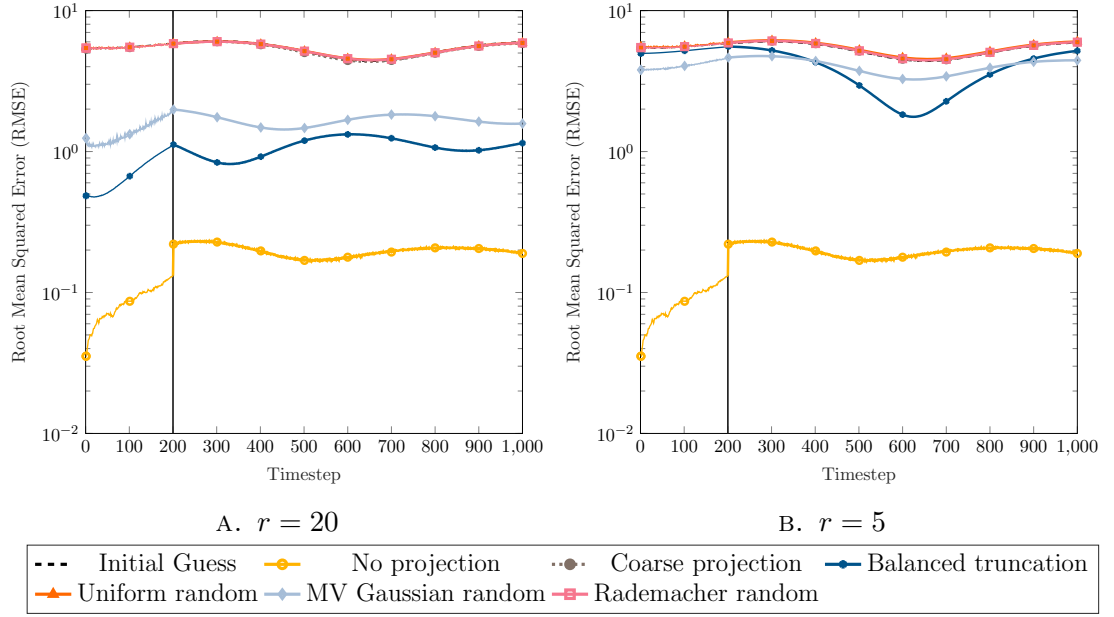 10^1
10^0
10^−1
10^−2
Root Mean Squared Error (RMSE)
0 100 200 300 400 500 600 700 800 900 1,000
Timestep
A. r = 20
10^1
10^0
10^−1
10^−2
Root Mean Squared Error (RMSE)
0 100 200 300 400 500 600 700 800 900 1,000
Timestep
B. r = 5
Initial Guess No projection Coarse projection Balanced truncation
Uniform random MV Gaussian random Rademacher random